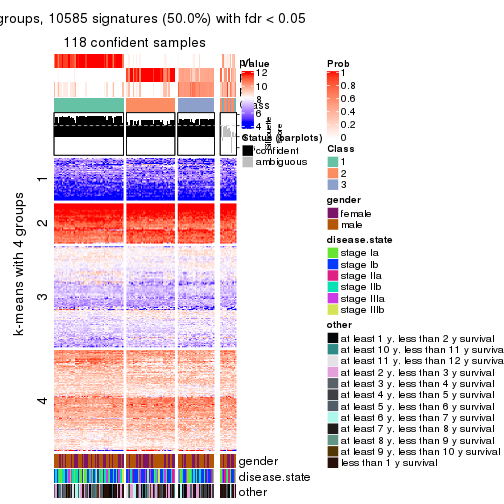 groups, 10585 signatures (50.0%) with fdr < 0.05
118 confident samples
Value
12
10
8
6
4
Status (barplots)
confident
ambiguous
Prob
1
0.8
0.6
0.4
0.2
0
Class
1
2
3
gender
female
male
disease.state
stage Ia
stage Ib
stage IIa
stage IIb
stage IIIa
stage IIIb
other
at least 1 y. less than 2 y survival
at least 10 y. less than 11 y surviva
at least 11 y. less than 12 y surviva
at least 2 y. less than 3 y survival
at least 3 y. less than 4 y survival
at least 4 y. less than 5 y survival
at least 5 y. less than 6 y survival
at least 6 y. less than 7 y survival
at least 7 y. less than 8 y survival
at least 8 y. less than 9 y survival
at least 9 y. less than 10 y survival
less than 1 y survival
k-means with 4 groups
1
2
3
4
gender
disease.state
other